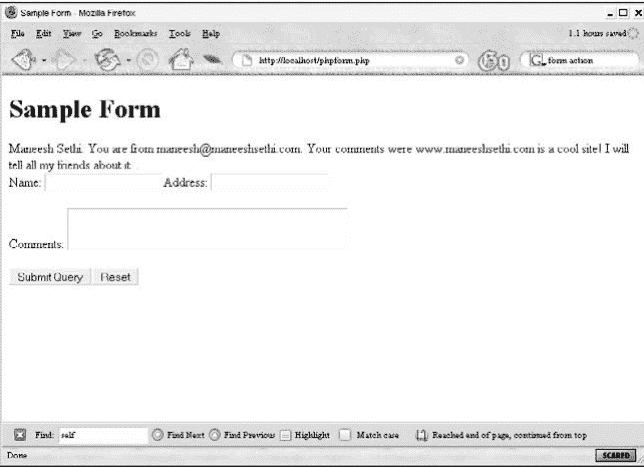 Sample Form - Mozilla Firefox
File Edit View Go Bookmarks Tools Help 1.1 hours saved
http://localhost/phpform.php form action
Sample Form
Maneesh Sethi. You are from maneesh@maneeshsethi.com. Your comments were www.maneeshsethi.com is a cool site! I will
tell all my friends about it.
Name: Address:
Comments:
Submit Query Reset
Find: self Find Next Find Previous Highlight Match case Reached end of page, continued from top
Done SCARED